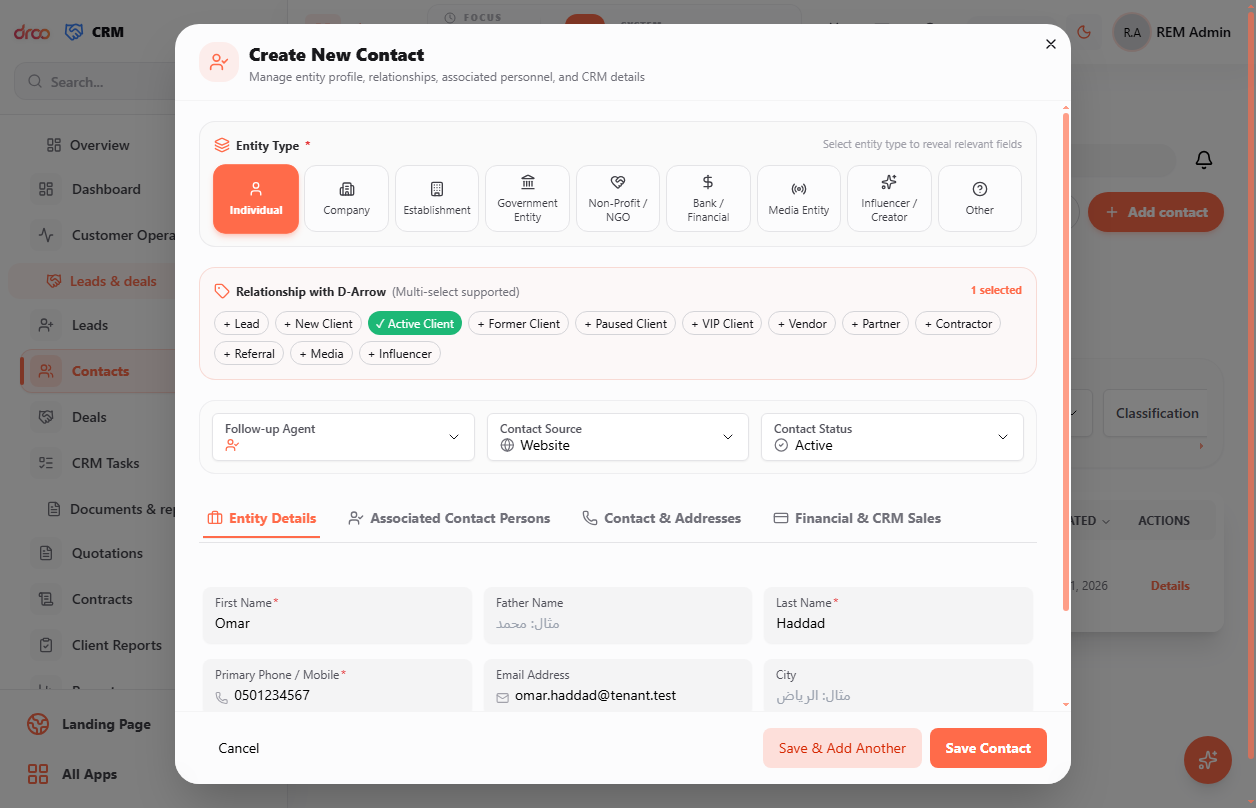 droo CRM
FOCUS
SYSTEM
R.A REM Admin
Search...
Overview
Dashboard
Customer Opera
Leads & deals
Leads
Contacts
Deals
CRM Tasks
Documents & rep
Quotations
Contracts
Client Reports
Landing Page
All Apps
Create New Contact
Manage entity profile, relationships, associated personnel, and CRM details
Entity Type *
Select entity type to reveal relevant fields
Individual
Company
Establishment
Government
Entity
Non-Profit /
NGO
Bank /
Financial
Media Entity
Influencer /
Creator
Other
Relationship with D-Arrow (Multi-select supported)
1 selected
+ Lead
+ New Client
✓ Active Client
+ Former Client
+ Paused Client
+ VIP Client
+ Vendor
+ Partner
+ Contractor
+ Referral
+ Media
+ Influencer
Follow-up Agent
Contact Source
Website
Contact Status
Active
Entity Details
Associated Contact Persons
Contact & Addresses
Financial & CRM Sales
First Name*
Omar
Father Name
مثال: محمد
Last Name*
Haddad
Primary Phone / Mobile*
0501234567
Email Address
omar.haddad@tenant.test
City
مثال: الرياض
Cancel
Save & Add Another
Save Contact
+ Add contact
Classification
ATED
ACTIONS
1, 2026
Details